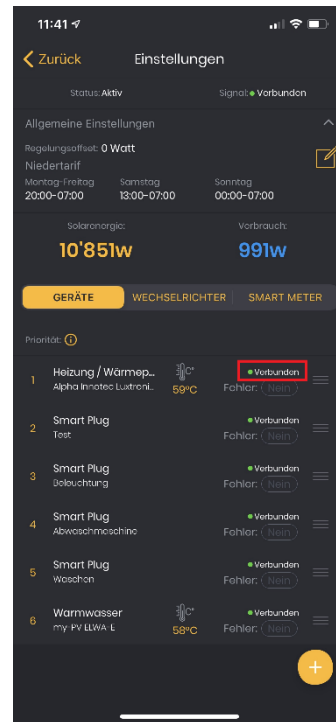 11:41
Zurück Einstellungen
Status: Aktiv Signal: Verbunden
Allgemeine Einstellungen
Regelungsoffset: 0 Watt
Niedertarif
Montag-Freitag Samstag Sonntag
20:00-07:00 13:00-07:00 00:00-07:00
Solarenergie: Verbrauch:
10'851w 991w
GERÄTE WECHSELRICHTER SMART METER
Priorität: i
1 Heizung / Wärmep... C° Verbunden
Alpha Innotec Luxtroni... 59°C Fehler: Nein
2 Smart Plug Verbunden
Test Fehler: Nein
3 Smart Plug Verbunden
Beleuchtung Fehler: Nein
4 Smart Plug Verbunden
Abwaschmaschine Fehler: Nein
5 Smart Plug Verbunden
Waschen Fehler: Nein
6 Warmwasser C° Verbunden
my-PV ELWA-E 58°C Fehler: Nein
+